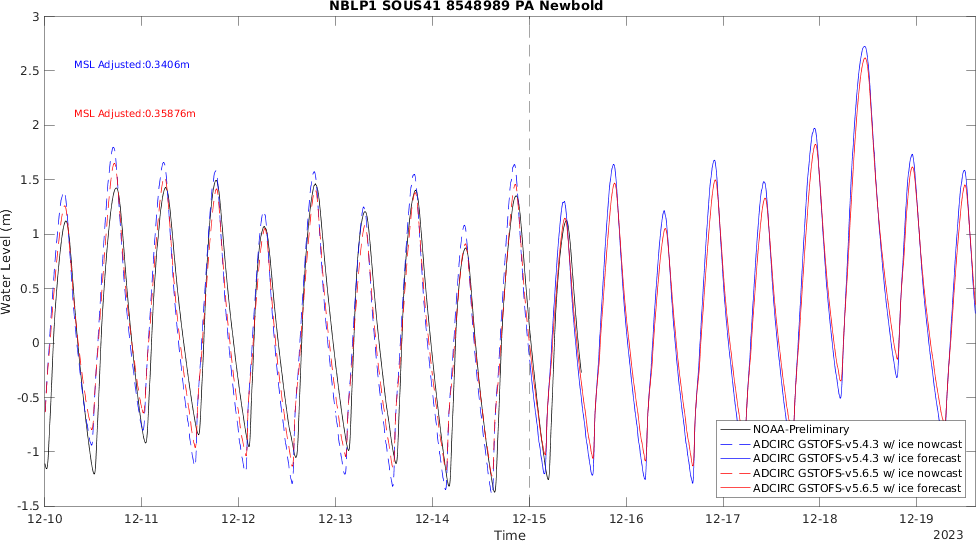 NBLP1 SOUS41 8548989 PA Newbold
3
2.5
2
1.5
1
0.5
0
-0.5
-1
-1.5
Water Level (m)
MSL Adjusted:0.3406m
MSL Adjusted:0.35876m
NOAA-Preliminary
ADCIRC GSTOFS-v5.4.3 w/ ice nowcast
ADCIRC GSTOFS-v5.4.3 w/ ice forecast
ADCIRC GSTOFS-v5.6.5 w/ ice nowcast
ADCIRC GSTOFS-v5.6.5 w/ ice forecast
12-10 12-11 12-12 12-13 12-14 12-15 12-16 12-17 12-18 12-19
Time
2023